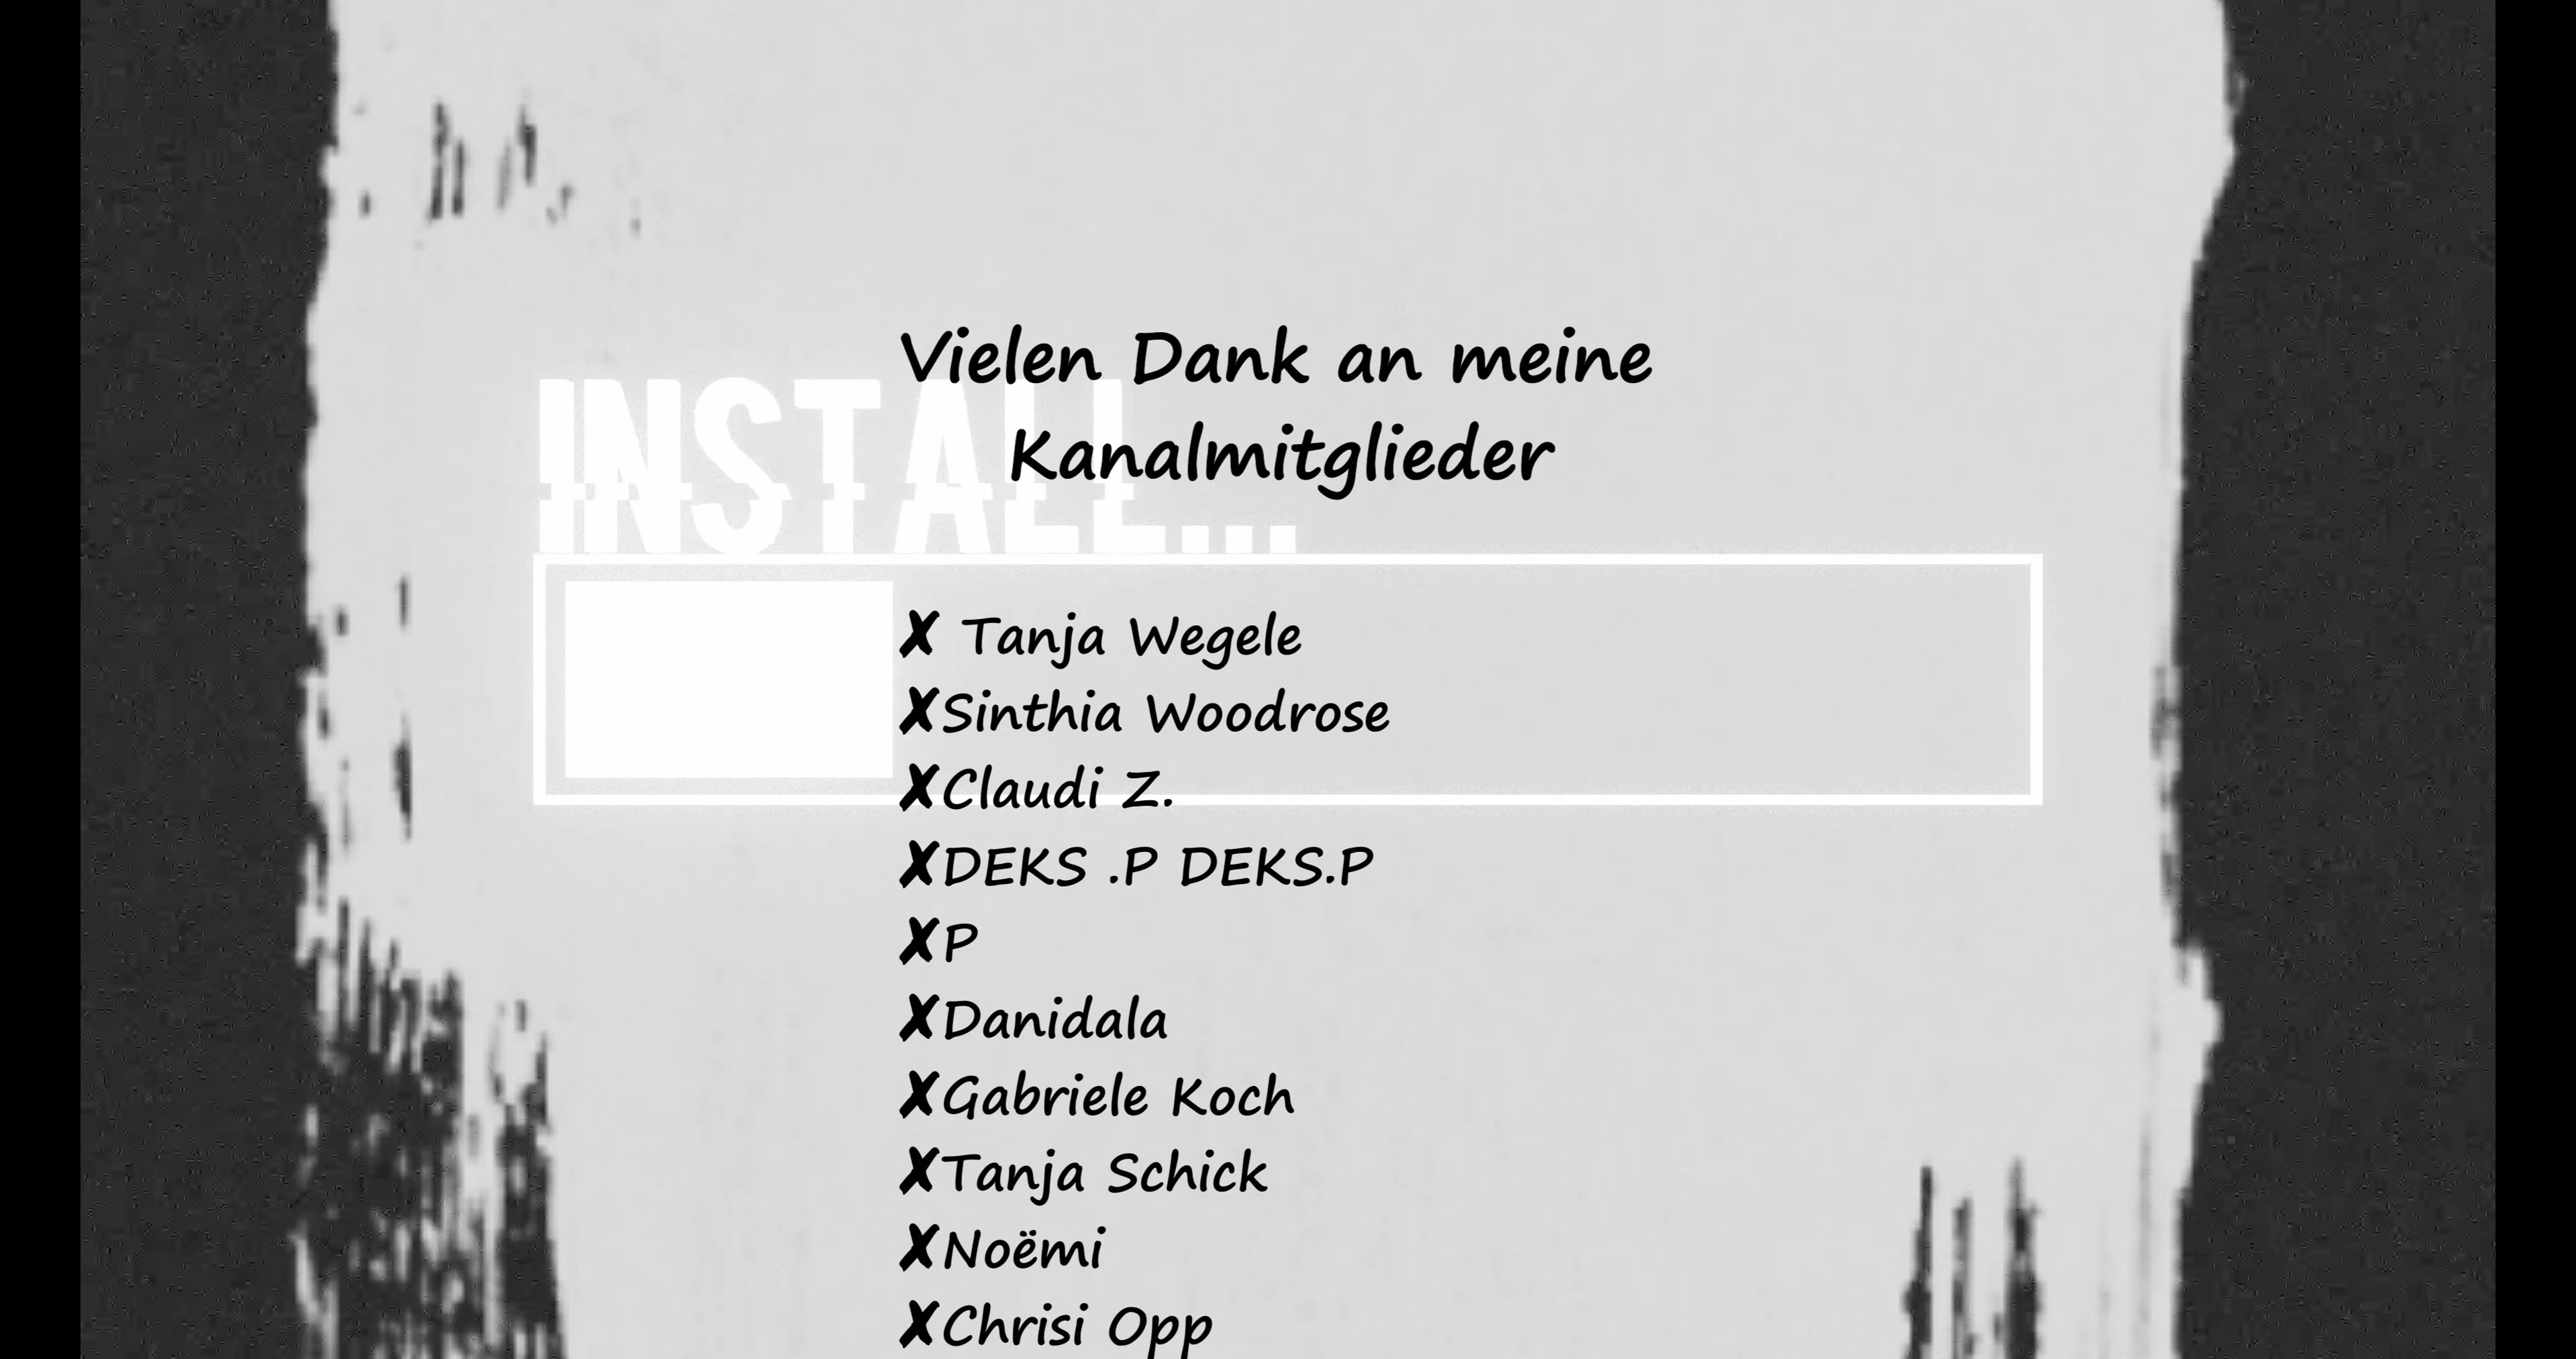 Vielen Dank an meine
Kanalmitglieder
INSTALL...
✗ Tanja Wegele
✗Sinthia Woodrose
✗Claudi Z.
✗DEKS .P DEKS.P
✗P
✗Danidala
✗Gabriele Koch
✗Tanja Schick
✗Noëmi
✗Chrisi Opp